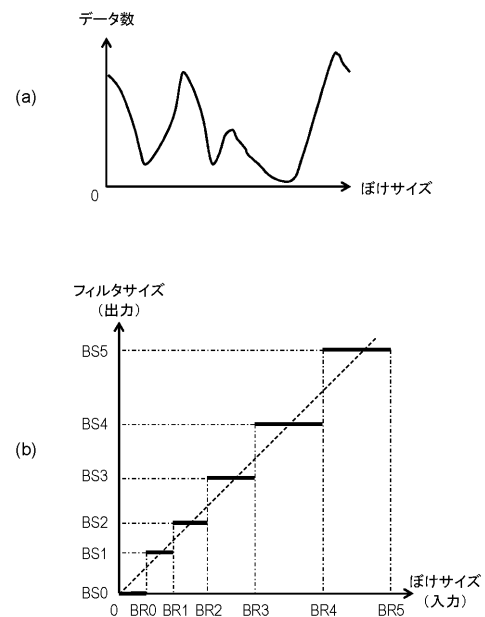 データ数
(a)
0
ぼけサイズ
フィルタサイズ
（出力）
BS5
BS4
(b)
BS3
BS2
BS1
BS0
ぼけサイズ
（入力）
0 BR0 BR1 BR2 BR3 BR4 BR5